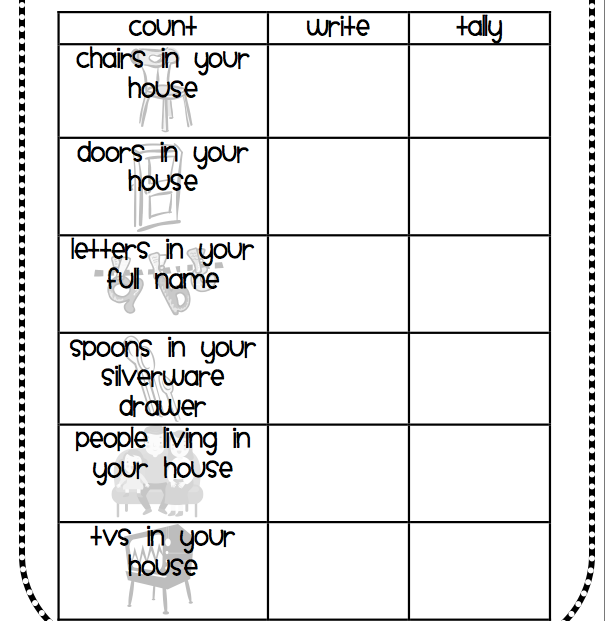 count write tally
chairs in your
house
doors in your
house
letters in your
full name
spoons in your
silverware
drawer
people living in
your house
tvs in your
house